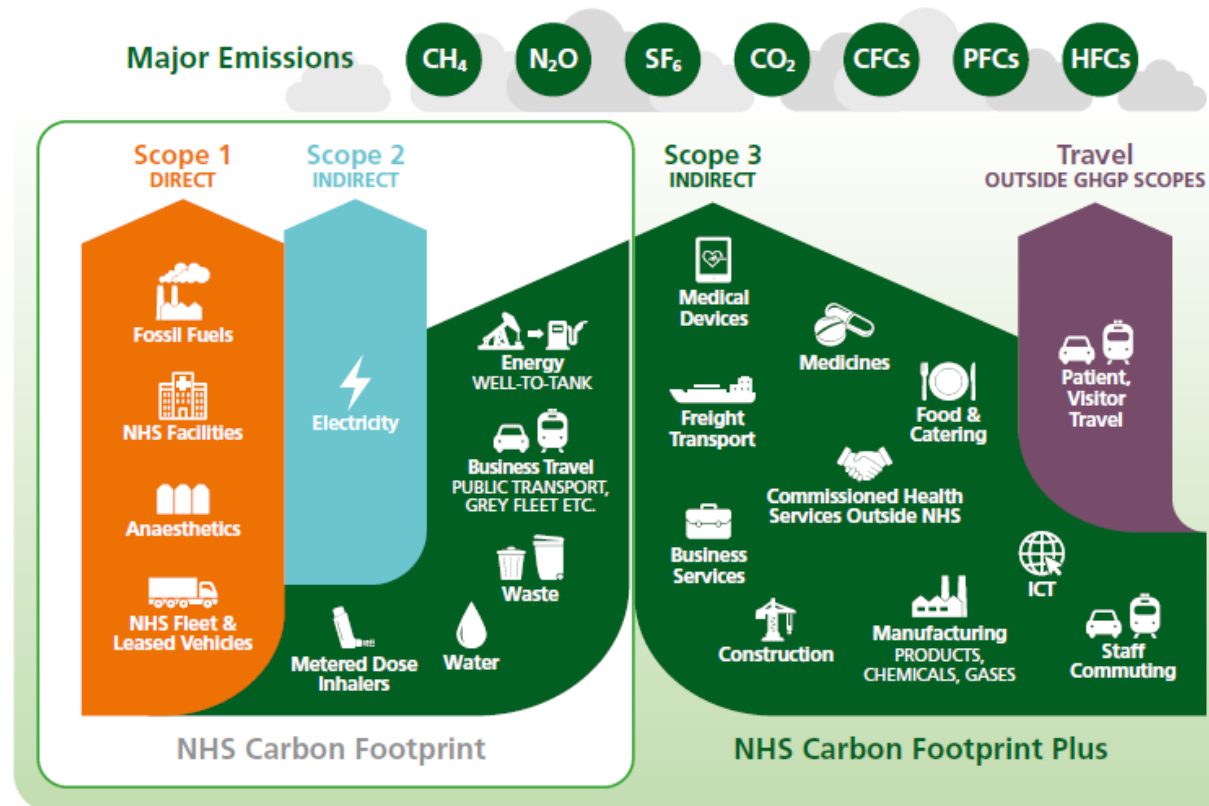 Major Emissions
CH₄
N₂O
SF₆
CO₂
CFCs
PFCs
HFCs
Scope 1
DIRECT
Fossil Fuels
NHS Facilities
Anaesthetics
NHS Fleet &
Leased Vehicles
Scope 2
INDIRECT
Electricity
Energy
WELL-TO-TANK
Business Travel
PUBLIC TRANSPORT,
GREY FLEET ETC.
Waste
Water
Metered Dose
Inhalers
NHS Carbon Footprint
Scope 3
INDIRECT
Medical
Devices
Medicines
Freight
Transport
Food &
Catering
Commissioned Health
Services Outside NHS
Business
Services
ICT
Construction
Manufacturing
PRODUCTS,
CHEMICALS, GASES
Staff
Commuting
Travel
OUTSIDE GHGP SCOPES
Patient,
Visitor
Travel
NHS Carbon Footprint Plus